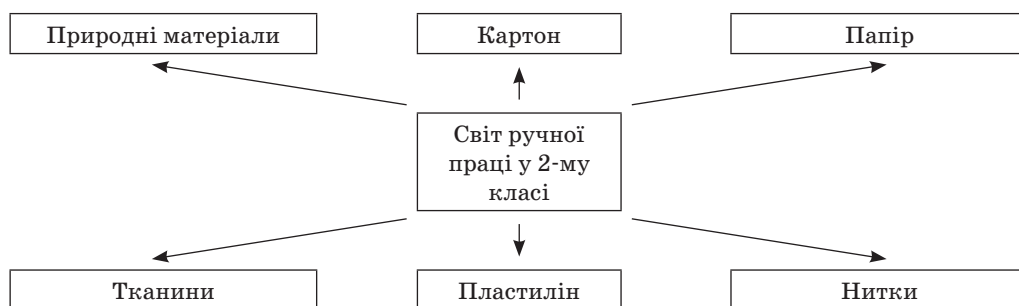 Природні матеріали
Картон
Папір
Світ ручної
праці у 2-му
класі
Тканини
Пластилін
Нитки